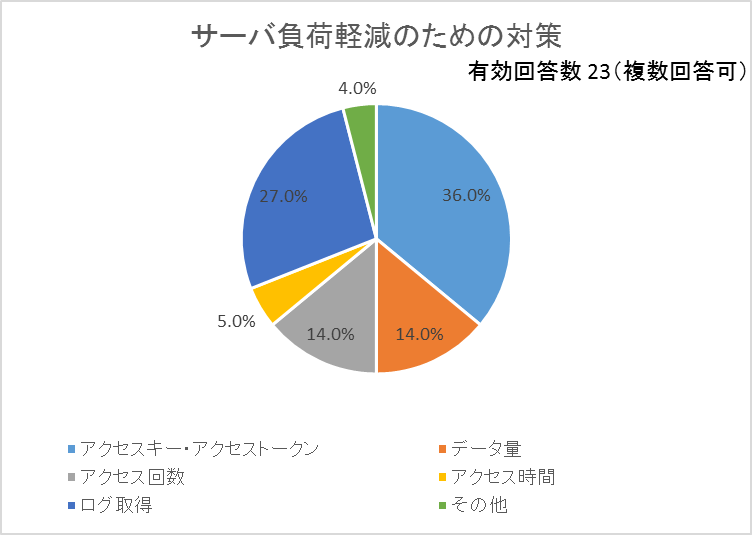 サーバ負荷軽減のための対策
有効回答数 23（複数回答可）
4.0%
36.0%
27.0%
5.0%
14.0%
14.0%
アクセスキー・アクセストークン
データ量
アクセス回数
アクセス時間
ログ取得
その他